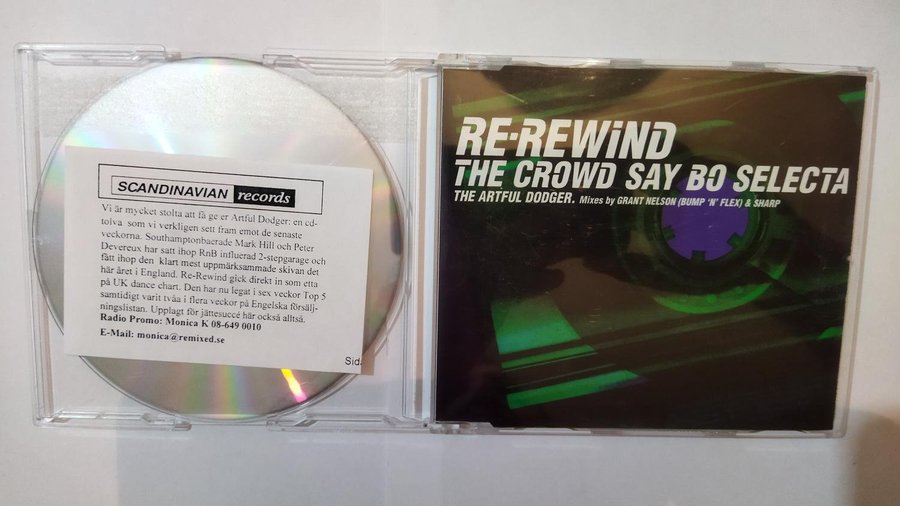 SCANDINAVIAN records
Vi är mycket stolta att få ge er Artful Dodger: en cd-
tolva som vi verkligen sett fram emot de senaste
veckorna. Southamptonbaerade Mark Hill och Peter
Devereux har satt ihop RnB influerad 2-stepgarage och
fått ihop den klart mest uppmärksammade skivan det
här året i England. Re-Rewind gick direkt in som etta
på UK dance chart. Den har nu legat i sex veckor Top 5
samtidigt varit tvåa i flera veckor på Engelska försälj-
ningslistan. Upplagt för jättesuccé här också alltså.
Radio Promo: Monica K 08-649 0010
E-Mail: monica@remixed.se
Sid
RE-REWiND
THE CROWD SAY BO SELECTA
THE ARTFUL DODGER. Mixes by GRANT NELSON (BUMP 'N' FLEX) & SHARP